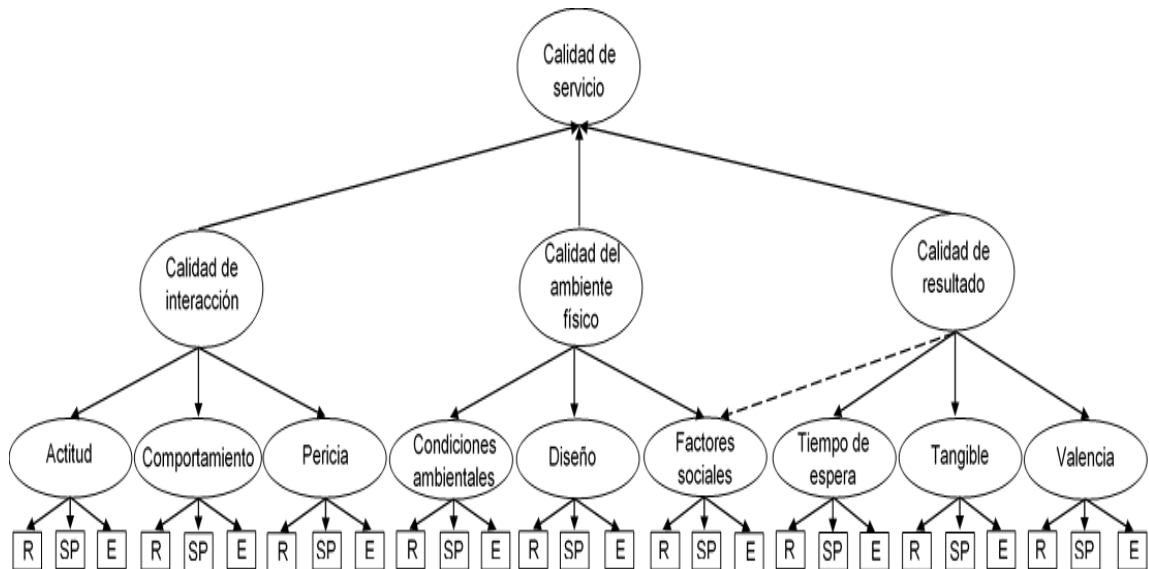 Calidad de
servicio
Calidad de
interacción
Calidad del
ambiente
físico
Calidad de
resultado
Actitud
Comportamiento
Pericia
Condiciones
ambientales
Diseño
Factores
sociales
Tiempo de
espera
Tangible
Valencia
R SP E R SP E R SP E R SP E R SP E R SP E R SP E R SP E R SP E